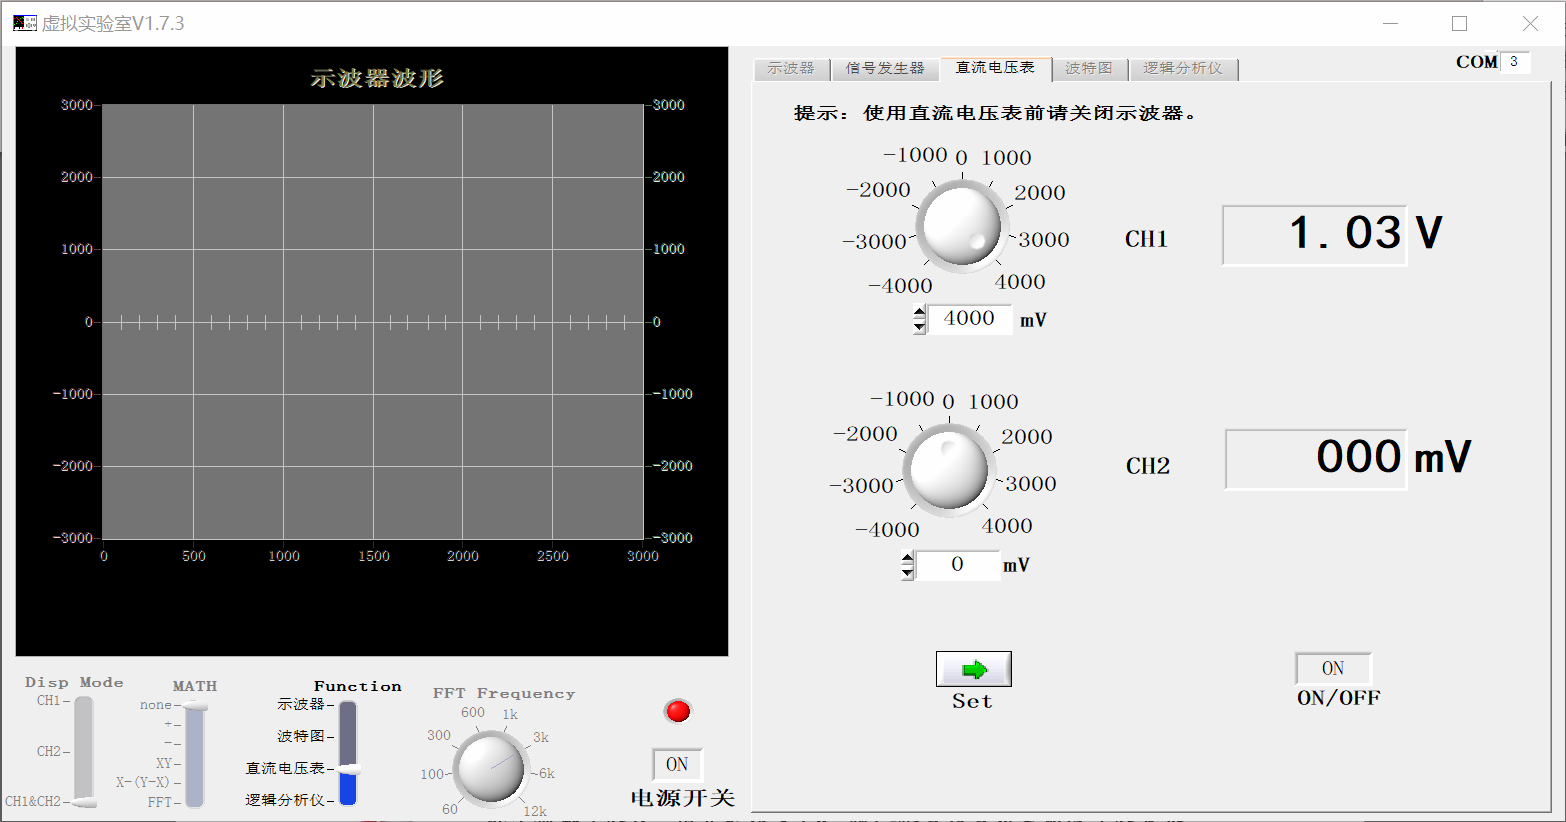 虚拟实验室V1.7.3
示波器波形
3000 3000
2000 2000
1000 1000
0 0
-1000 -1000
-2000 -2000
-3000 -3000
0 500 1000 1500 2000 2500 3000
示波器 信号发生器 直流电压表 波特图 逻辑分析仪
COM 3
提示：使用直流电压表前请关闭示波器。
-1000 0 1000
-2000 2000
-3000 3000
-4000 4000
4000 mV
CH1 1.03 V
-1000 0 1000
-2000 2000
-3000 3000
-4000 4000
0 mV
CH2 000 mV
Set
ON
ON/OFF
Disp Mode
CH1
CH2
CH1&CH2
MATH
none
+
-
XY
X-(Y-X)
FFT
Function
示波器
波特图
直流电压表
逻辑分析仪
FFT Frequency
600 1k
300 3k
100 6k
60 12k
ON
电源开关